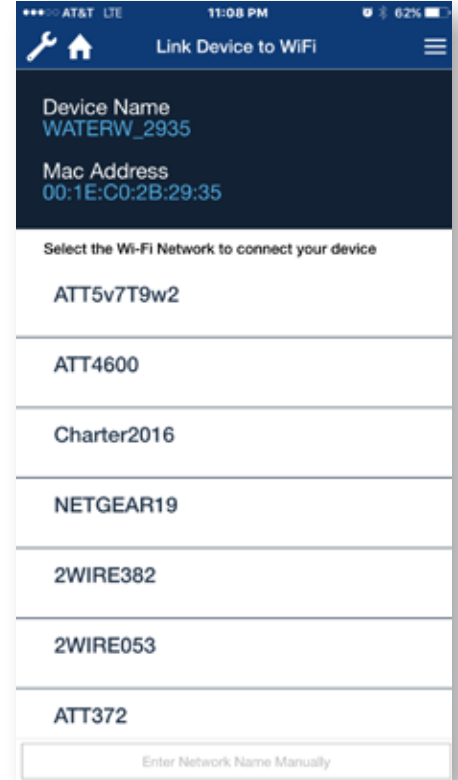 AT&T LTE 11:08 PM 62%
Link Device to WiFi
Device Name
WATERW_2935
Mac Address
00:1E:C0:2B:29:35
Select the Wi-Fi Network to connect your device
ATT5v7T9w2
ATT4600
Charter2016
NETGEAR19
2WIRE382
2WIRE053
ATT372
Enter Network Name Manually